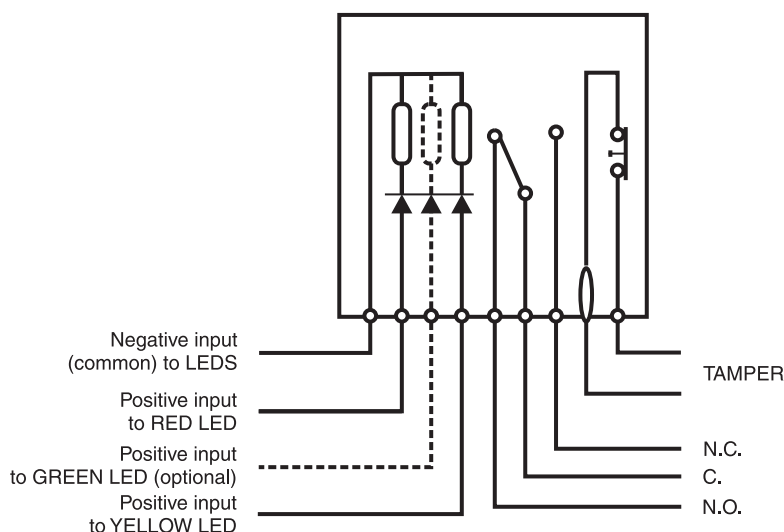 Negative input
(common) to LEDS
Positive input
to RED LED
Positive input
to GREEN LED (optional)
Positive input
to YELLOW LED
TAMPER
N.C.
C.
N.O.